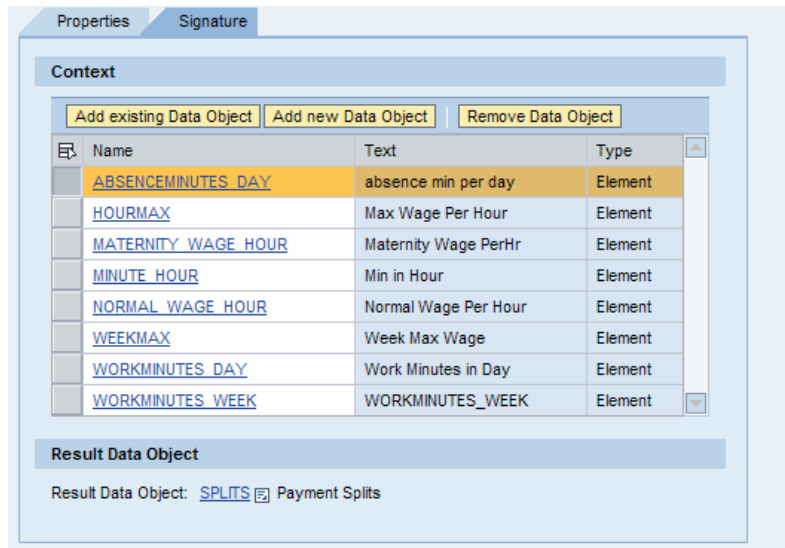 Properties Signature
Context
Add existing Data Object Add new Data Object Remove Data Object
Name Text Type
ABSENCEMINUTES_DAY absence min per day Element
HOURMAX Max Wage Per Hour Element
MATERNITY_WAGE_HOUR Maternity Wage PerHr Element
MINUTE_HOUR Min in Hour Element
NORMAL_WAGE_HOUR Normal Wage Per Hour Element
WEEKMAX Week Max Wage Element
WORKMINUTES_DAY Work Minutes in Day Element
WORKMINUTES_WEEK WORKMINUTES_WEEK Element
Result Data Object
Result Data Object: SPLITS Payment Splits